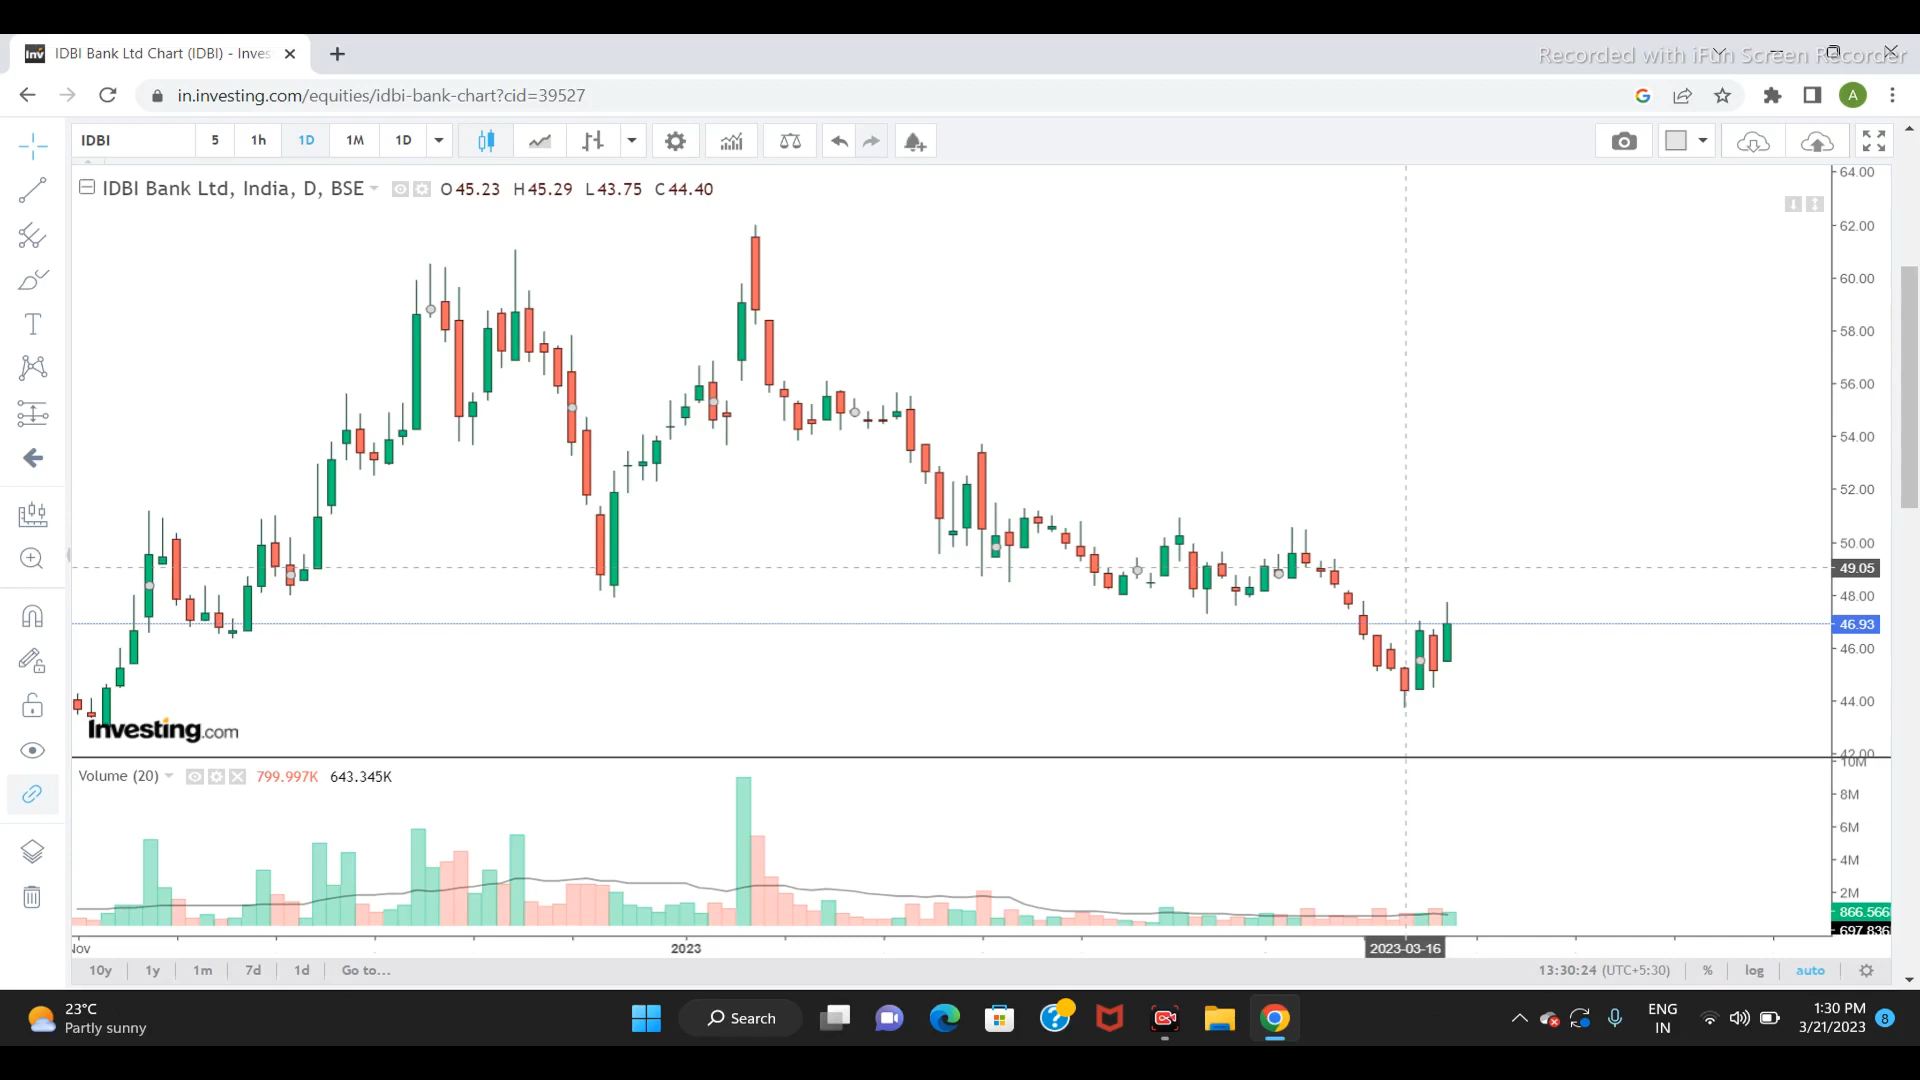 IDBI Bank Ltd Chart (IDBI) - Inves
Recorded with iFun Screen Recorder
in.investing.com/equities/idbi-bank-chart?cid=39527
A
IDBI 5 1h 1D 1M 1D
IDBI Bank Ltd, India, D, BSE O 45.23 H 45.29 L 43.75 C 44.40
64.00
62.00
60.00
58.00
56.00
54.00
52.00
50.00
49.05
48.00
46.93
46.00
44.00
42.00
Investing.com
Volume (20) 799.997K 643.345K
10M
8M
6M
4M
2M
866.566
697.836
Nov 2023 2023-03-16
10y 1y 1m 7d 1d Go to... 13:30:24 (UTC+5:30) % log auto
23°C
Partly sunny
Search
ENG
IN
1:30 PM
3/21/2023
8